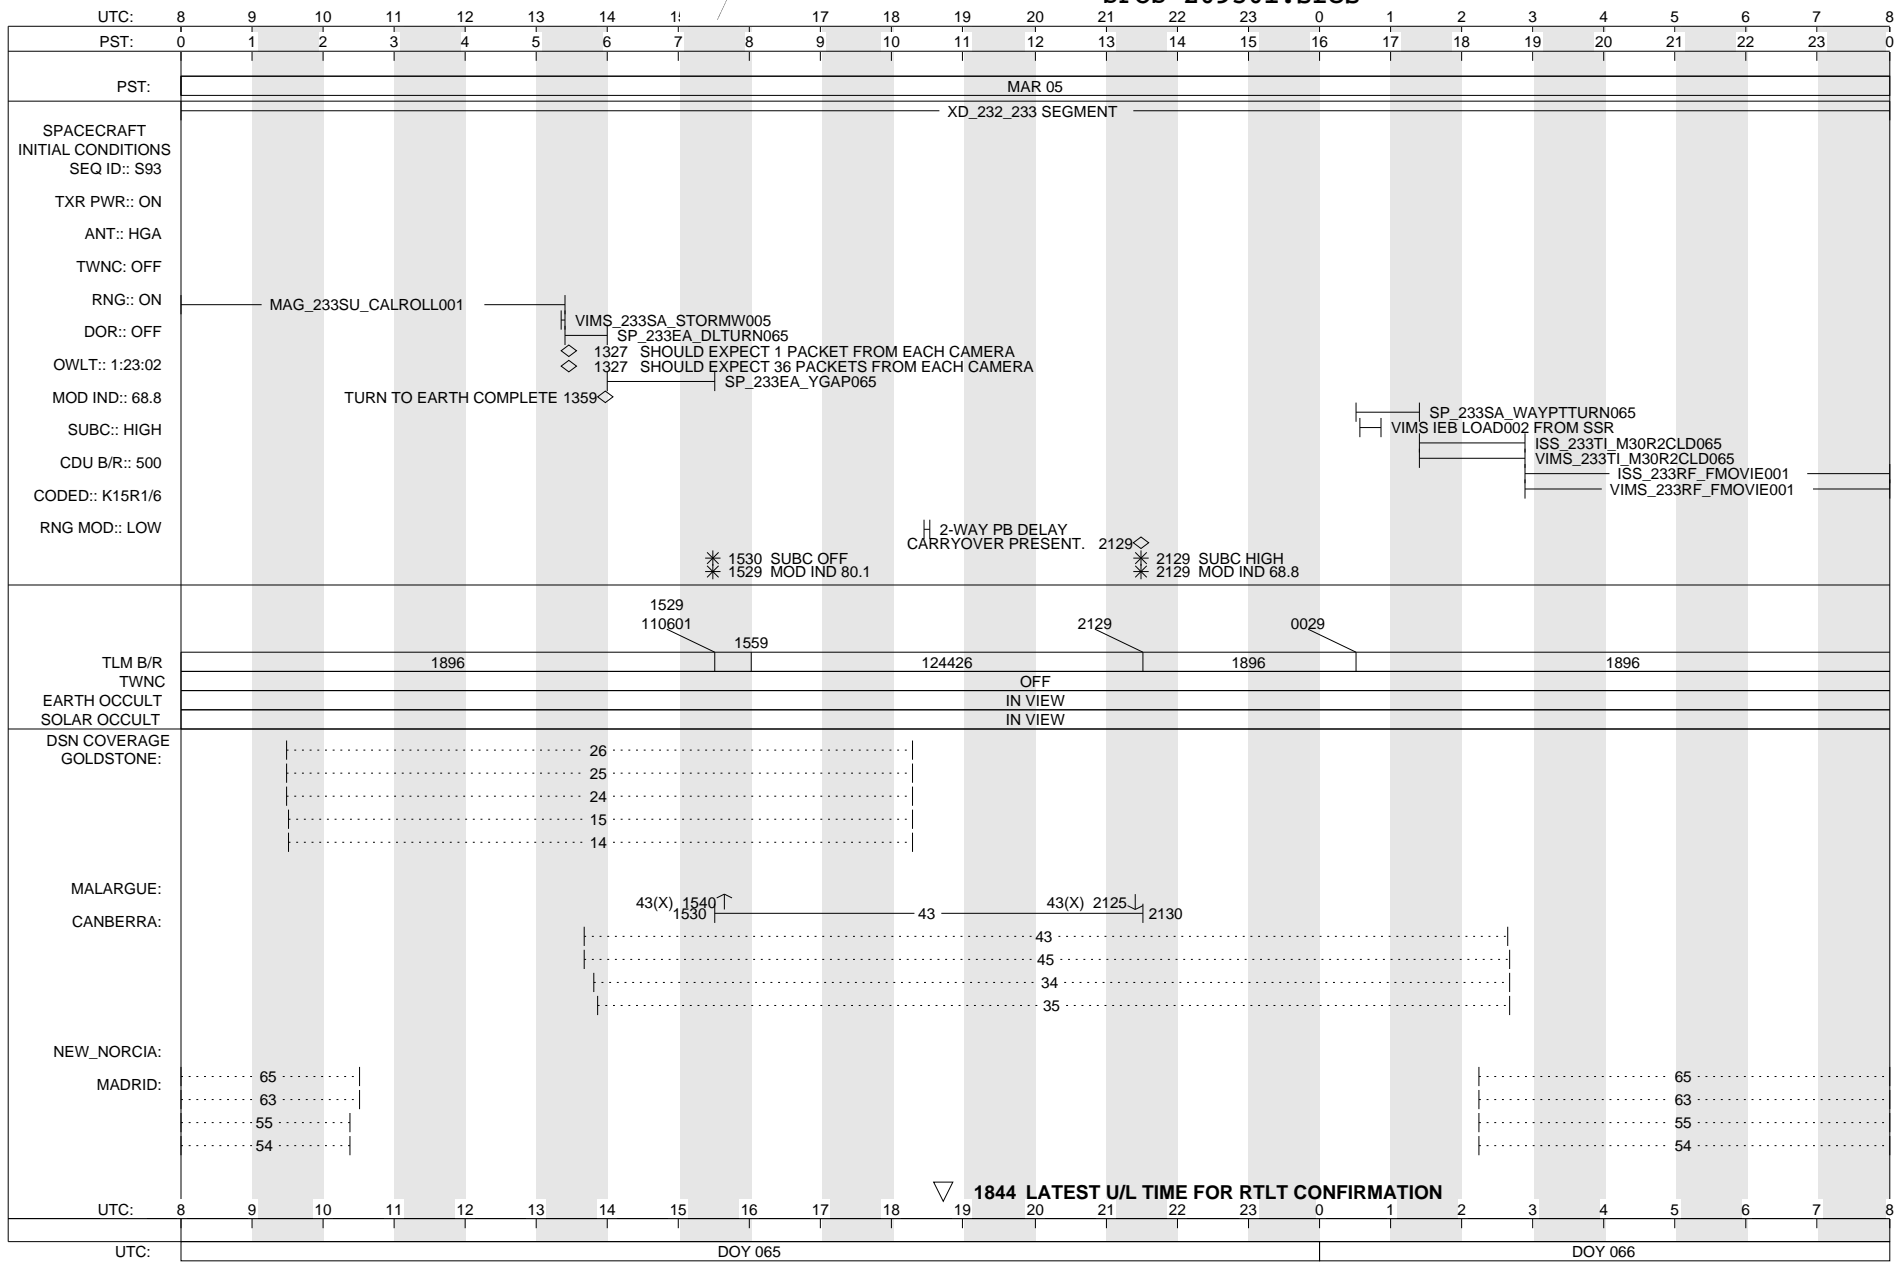 UTC: 8 9 10 11 12 13 14 17 18 19 20 21 22 23 0 1 2 3 4 5 6 7 8
PST: 0 1 2 3 4 5 6 7 8 9 10 11 12 13 14 15 16 17 18 19 20 21 22 23 0
PST: MAR 05
XD_232_233 SEGMENT
SPACECRAFT
INITIAL CONDITIONS
SEQ ID:: S93
TXR PWR:: ON
ANT:: HGA
TWNC: OFF
RNG:: ON
MAG_233SU_CALROLL001
VIMS_233SA_STORMW005
DOR:: OFF
SP_233EA_DLTURN065
1327 SHOULD EXPECT 1 PACKET FROM EACH CAMERA
OWLT:: 1:23:02
1327 SHOULD EXPECT 36 PACKETS FROM EACH CAMERA
SP_233EA_YGAP065
MOD IND:: 68.8
TURN TO EARTH COMPLETE 1359
SP_233SA_WAYPTTURN065
SUBC:: HIGH
VIMS IEB LOAD002 FROM SSR
ISS_233TI_M30R2CLD065
CDU B/R:: 500
VIMS_233TI_M30R2CLD065
ISS_233RF_FMOVIE001
CODED:: K15R1/6
VIMS_233RF_FMOVIE001
RNG MOD:: LOW
2-WAY PB DELAY
CARRYOVER PRESENT. 2129
1530 SUBC OFF 2129 SUBC HIGH
1529 MOD IND 80.1 2129 MOD IND 68.8
1529
110601 2129 0029
1559
TLM B/R 1896 124426 1896 1896
TWNC OFF
EARTH OCCULT IN VIEW
SOLAR OCCULT IN VIEW
DSN COVERAGE
GOLDSTONE:
26
25
24
15
14
MALARGUE:
43(X) 1540 43(X) 2125
1530 43 2130
CANBERRA:
43
45
34
35
NEW_NORCIA:
65 65
MADRID:
63 63
55 55
54 54
1844 LATEST U/L TIME FOR RTLT CONFIRMATION
UTC: 8 9 10 11 12 13 14 15 16 17 18 19 20 21 22 23 0 1 2 3 4 5 6 7 8
UTC: DOY 065 DOY 066